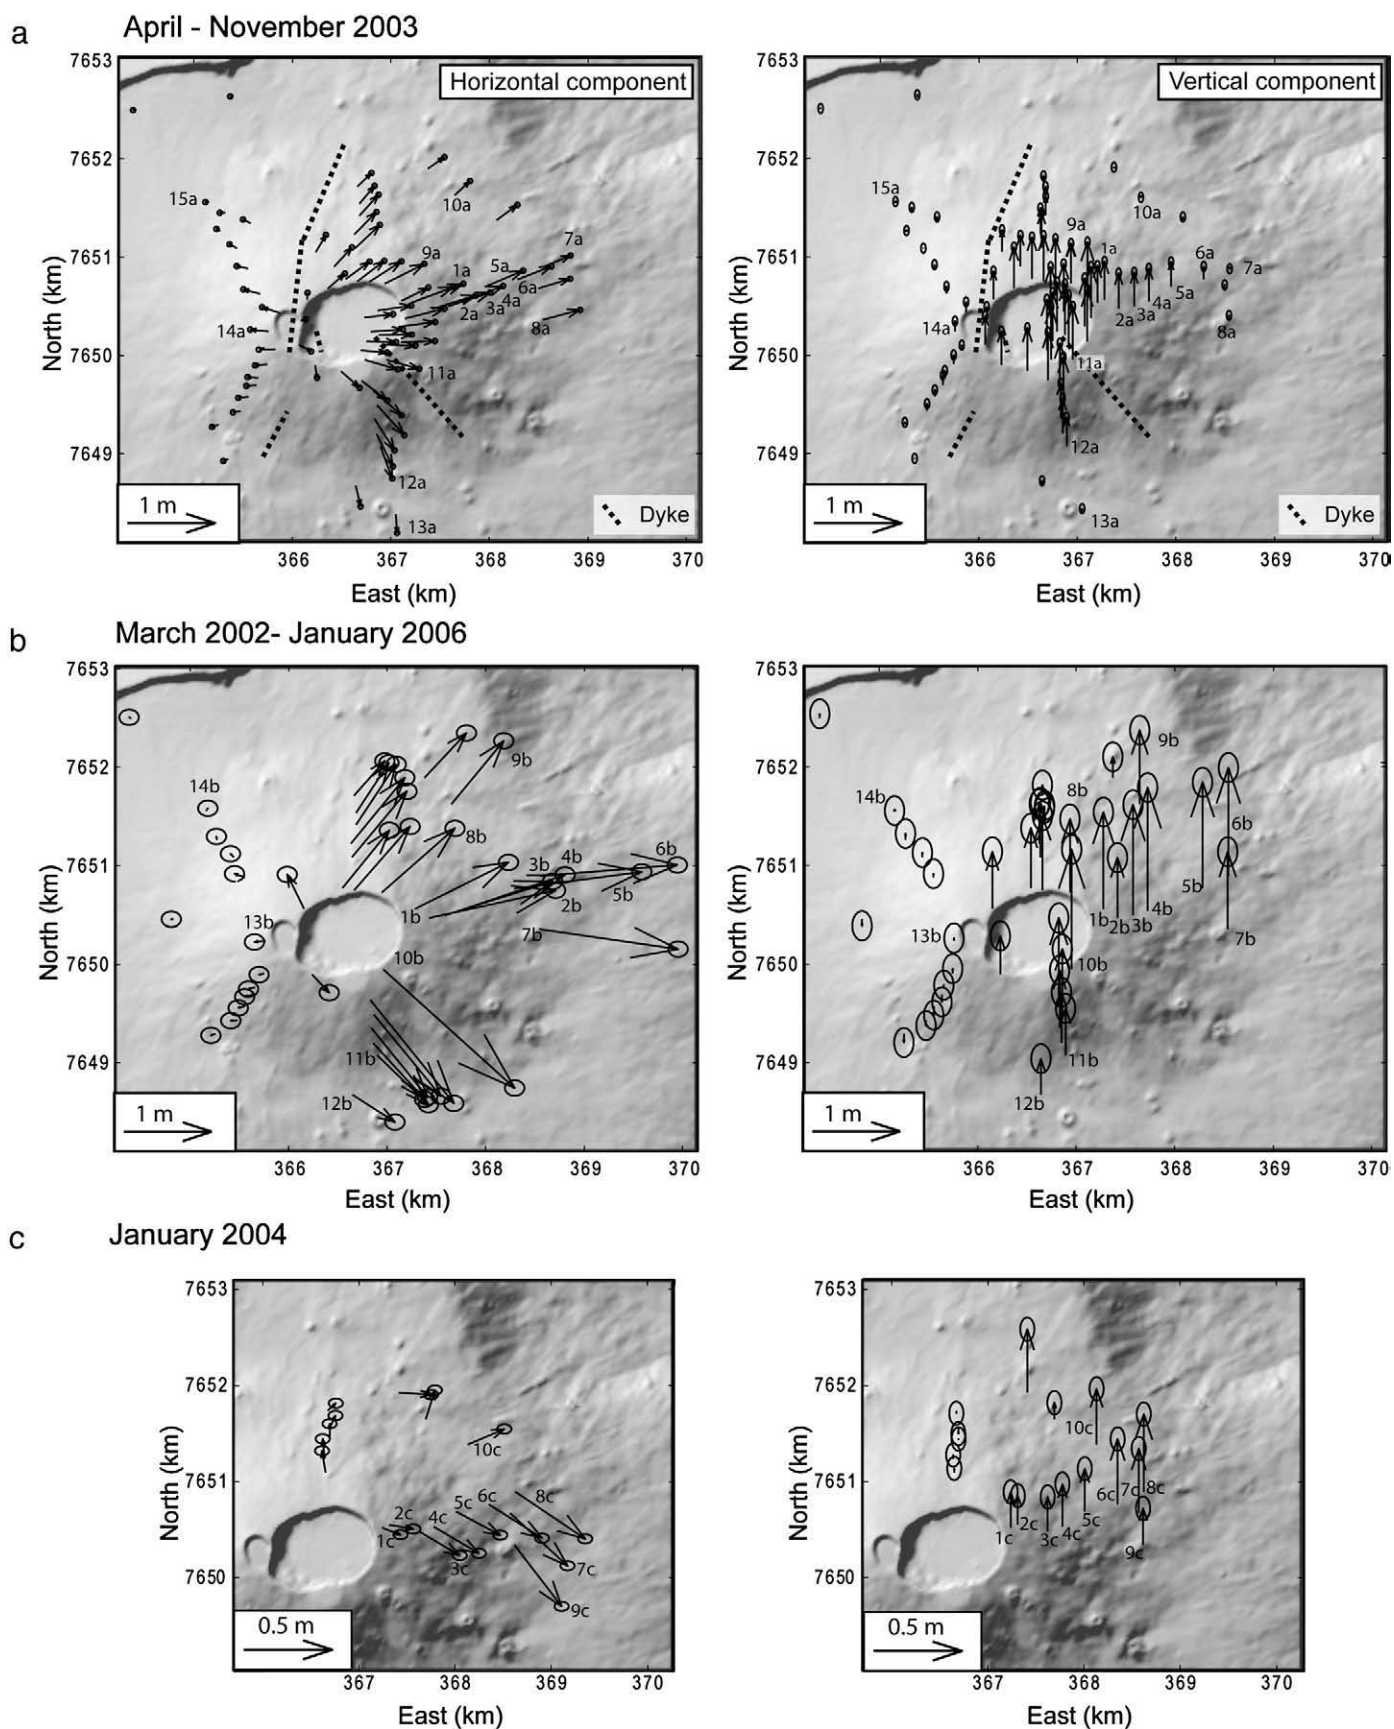 a
April - November 2003
Horizontal component
7653
7652
7651
7650
7649
North (km)
15a
14a
10a
7a
9a
1a
5a
6a
4a
3a
2a
8a
11a
12a
13a
1 m
Dyke
366
367
368
369
370
East (km)
Vertical component
7653
7652
7651
7650
7649
North (km)
15a
14a
10a
9a
1a
6a
7a
5a
4a
3a
2a
8a
11a
12a
13a
1 m
Dyke
366
367
368
369
370
East (km)
b
March 2002- January 2006
7653
7652
7651
7650
7649
North (km)
14b
13b
9b
8b
3b
4b
6b
5b
2b
1b
7b
10b
11b
12b
1 m
366
367
368
369
370
East (km)
7653
7652
7651
7650
7649
North (km)
14b
13b
9b
8b
6b
5b
4b
3b
2b
1b
7b
10b
11b
12b
1 m
366
367
368
369
370
East (km)
c
January 2004
7653
7652
7651
7650
North (km)
10c
8c
6c
5c
4c
2c
1c
3c
7c
9c
0.5 m
367
368
369
370
East (km)
7653
7652
7651
7650
North (km)
10c
8c
7c
6c
5c
4c
3c
2c
1c
9c
0.5 m
367
368
369
370
East (km)